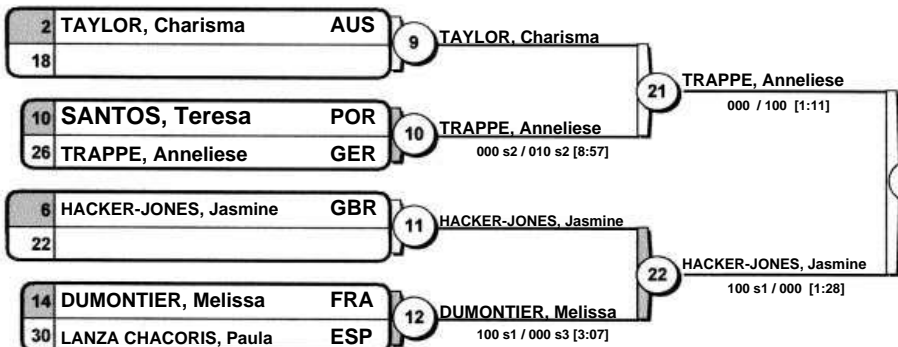 2 TAYLOR, Charisma AUS
18
9
TAYLOR, Charisma
10 SANTOS, Teresa POR
26 TRAPPE, Anneliese GER
10
TRAPPE, Anneliese
000 s2 / 010 s2 [8:57]
21
TRAPPE, Anneliese
000 / 100 [1:11]
6 HACKER-JONES, Jasmine GBR
22
11
HACKER-JONES, Jasmine
14 DUMONTIER, Melissa FRA
30 LANZA CHACORIS, Paula ESP
12
DUMONTIER, Melissa
100 s1 / 000 s3 [3:07]
22
HACKER-JONES, Jasmine
100 s1 / 000 [1:28]